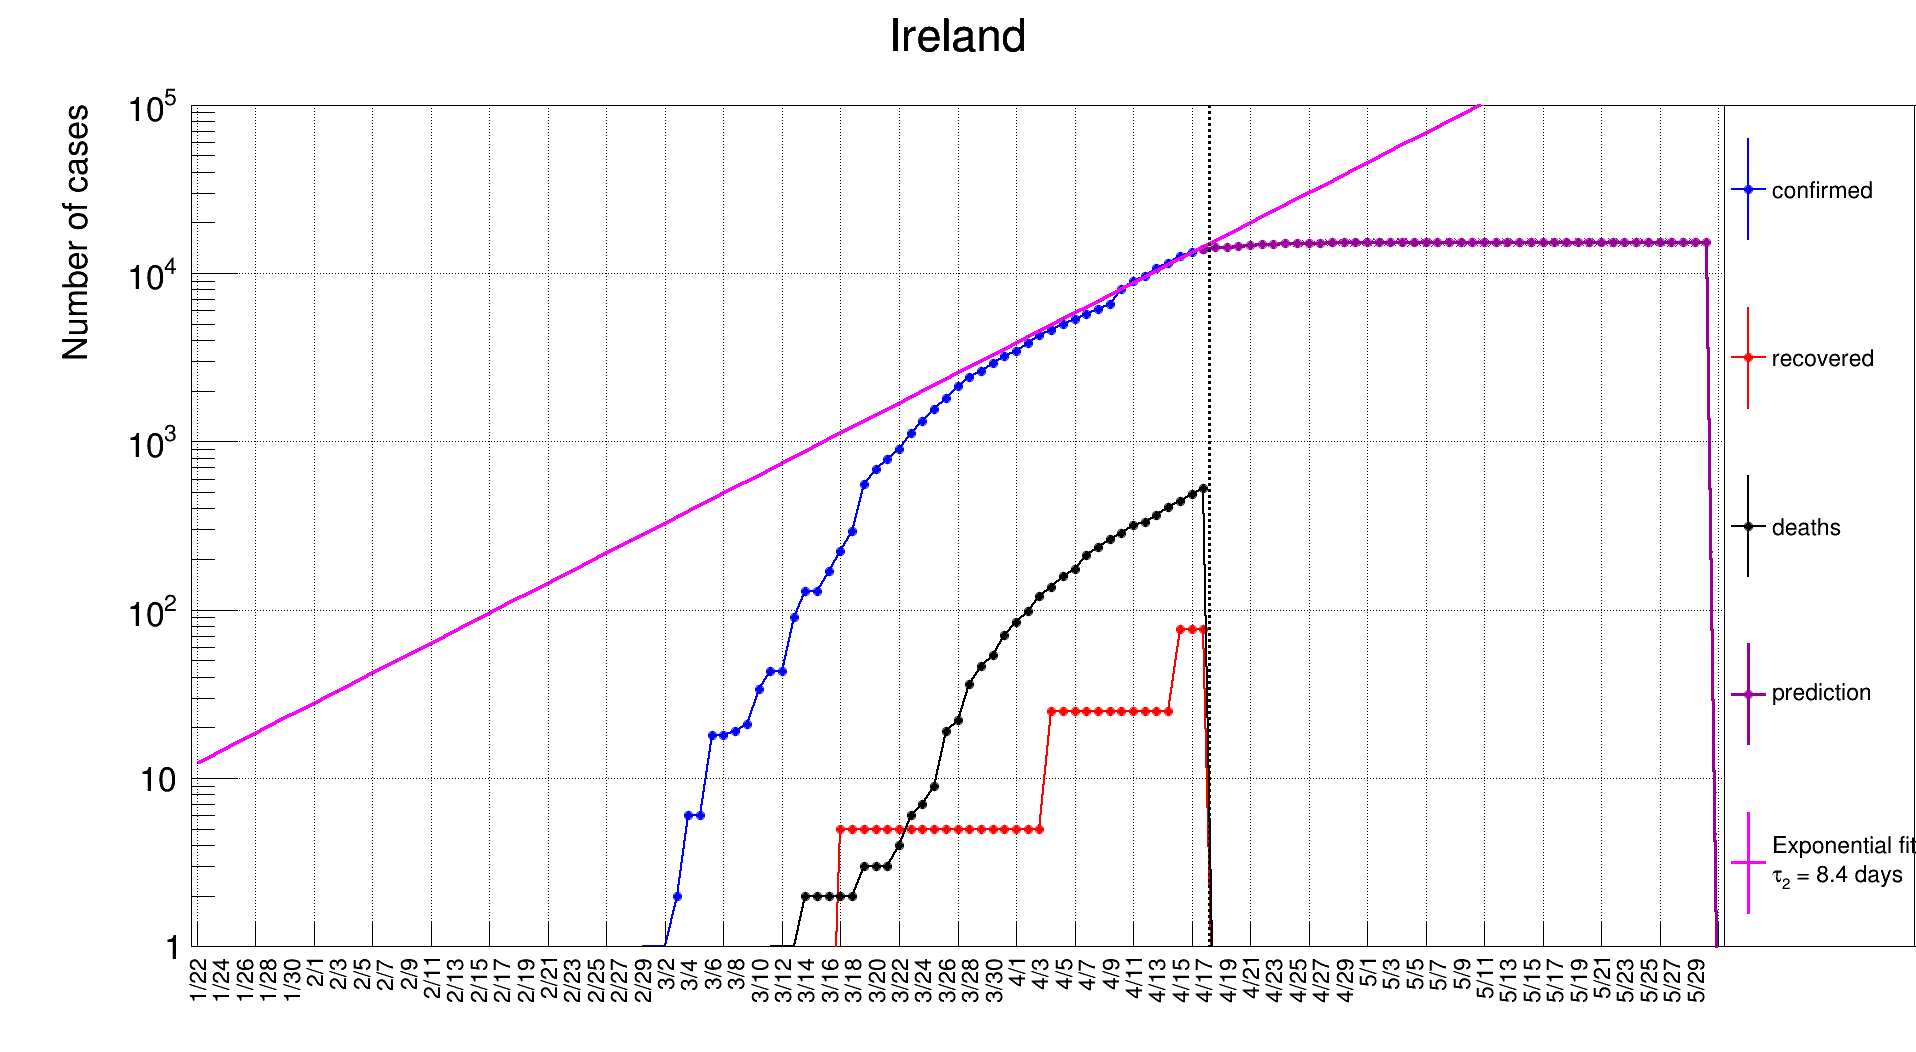 Ireland
Number of cases
10^5
10^4
10^3
10^2
10
1
1/22 1/24 1/26 1/28 1/30 2/1 2/3 2/5 2/7 2/9 2/11 2/13 2/15 2/17 2/19 2/21 2/23 2/25 2/27 2/29 3/2 3/4 3/6 3/8 3/10 3/12 3/14 3/16 3/18 3/20 3/22 3/24 3/26 3/28 3/30 4/1 4/3 4/5 4/7 4/9 4/11 4/13 4/15 4/17 4/19 4/21 4/23 4/25 4/27 4/29 5/1 5/3 5/5 5/7 5/9 5/11 5/13 5/15 5/17 5/19 5/21 5/23 5/25 5/27 5/29
confirmed
recovered
deaths
prediction
Exponential fit
τ₂ = 8.4 days